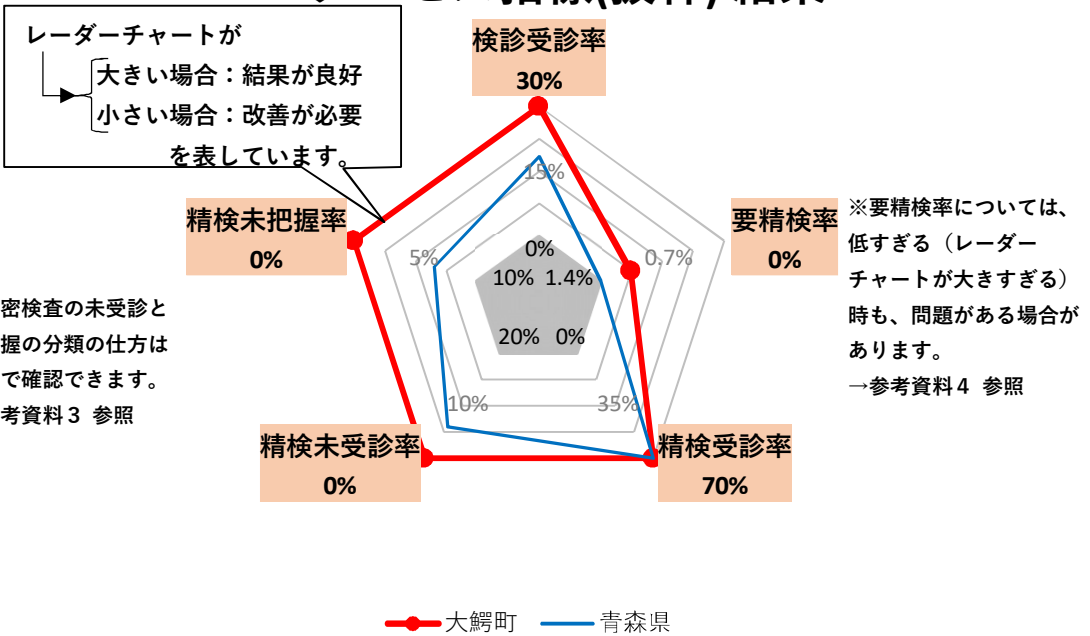 レーダーチャートが
大きい場合：結果が良好
小さい場合：改善が必要
を表しています。
検診受診率
30%
15%
0%
精検未把握率
0%
5%
10%
1.4%
0.7%
要精検率
0%
※要精検率については、
低すぎる（レーダー
チャートが大きすぎる）
時も、問題がある場合が
あります。
→参考資料４ 参照
密検査の未受診と
握の分類の仕方は
で確認できます。
考資料３ 参照
20%
0%
10%
35%
精検未受診率
0%
精検受診率
70%
大鰐町
青森県